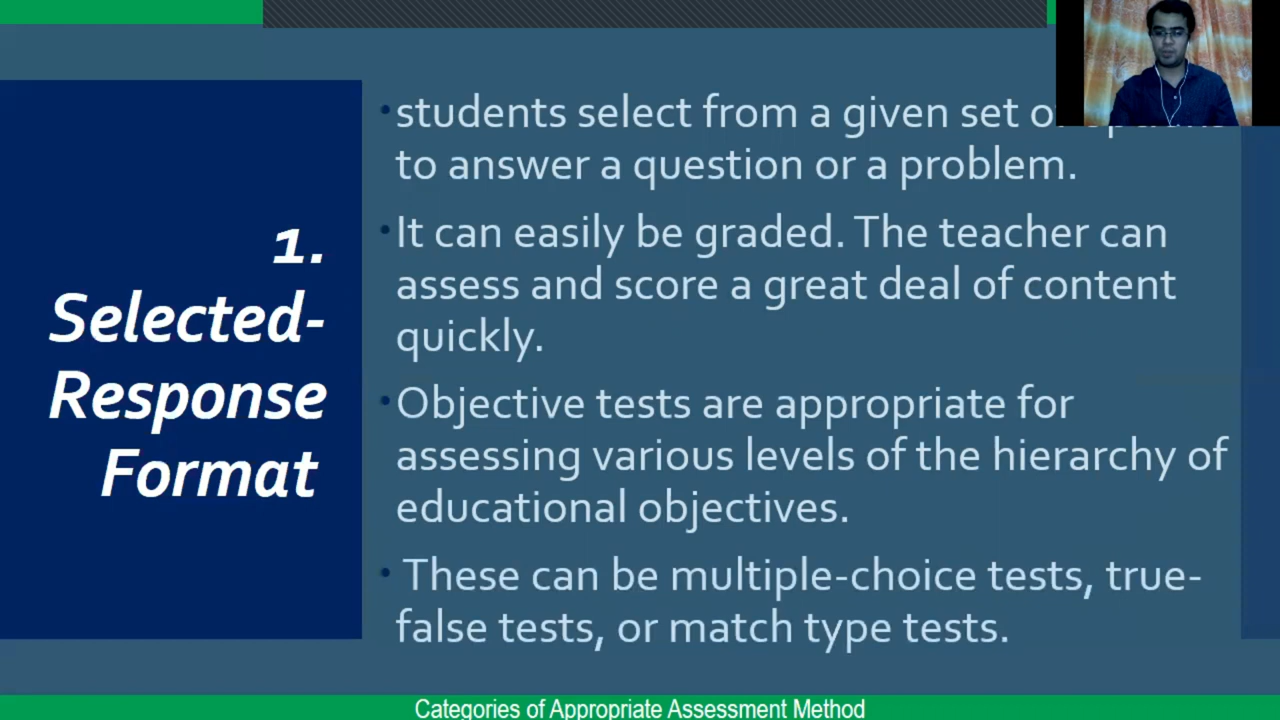 1.
Selected-
Response
Format
•students select from a given set
to answer a question or a problem.
•It can easily be graded. The teacher can
assess and score a great deal of content
quickly.
•Objective tests are appropriate for
assessing various levels of the hierarchy of
educational objectives.
• These can be multiple-choice tests, true-
false tests, or match type tests.
Categories of Appropriate Assessment Method